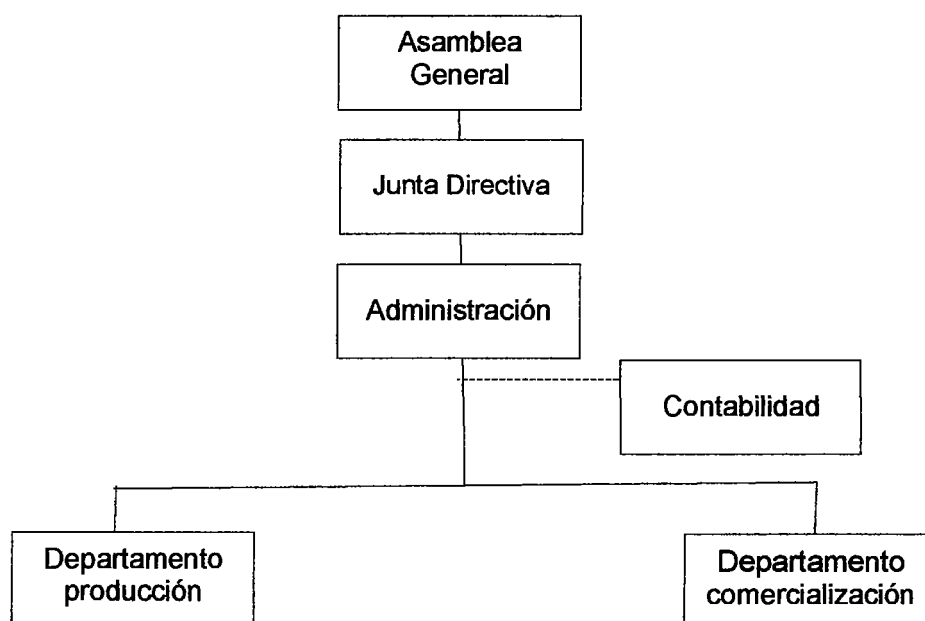 Asamblea
General
Junta Directiva
Administración
Contabilidad
Departamento
producción
Departamento
comercialización